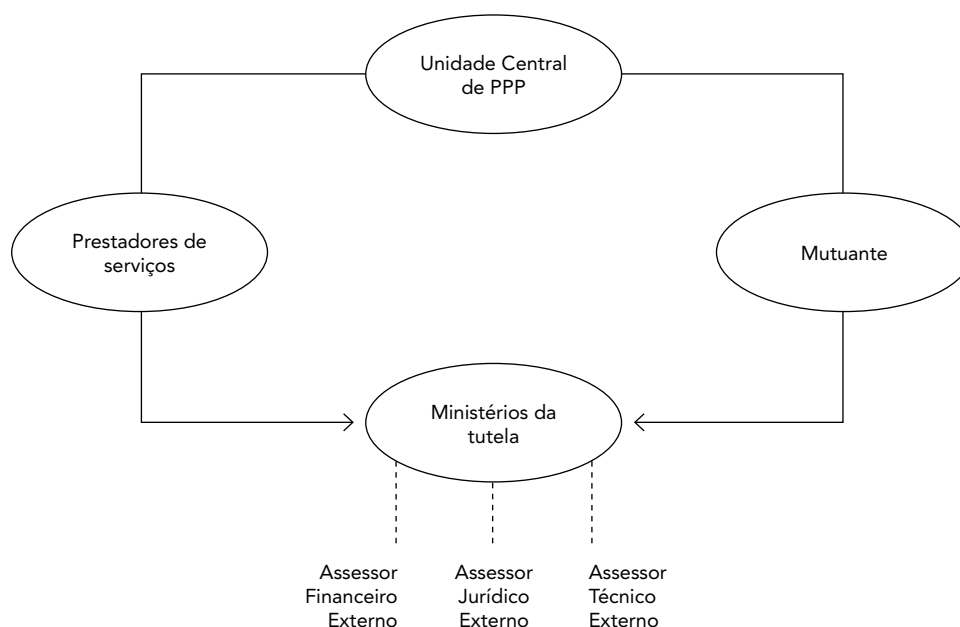 Unidade Central
de PPP
Prestadores de
serviços
Mutuante
Ministérios da
tutela
Assessor
Financeiro
Externo
Assessor
Jurídico
Externo
Assessor
Técnico
Externo